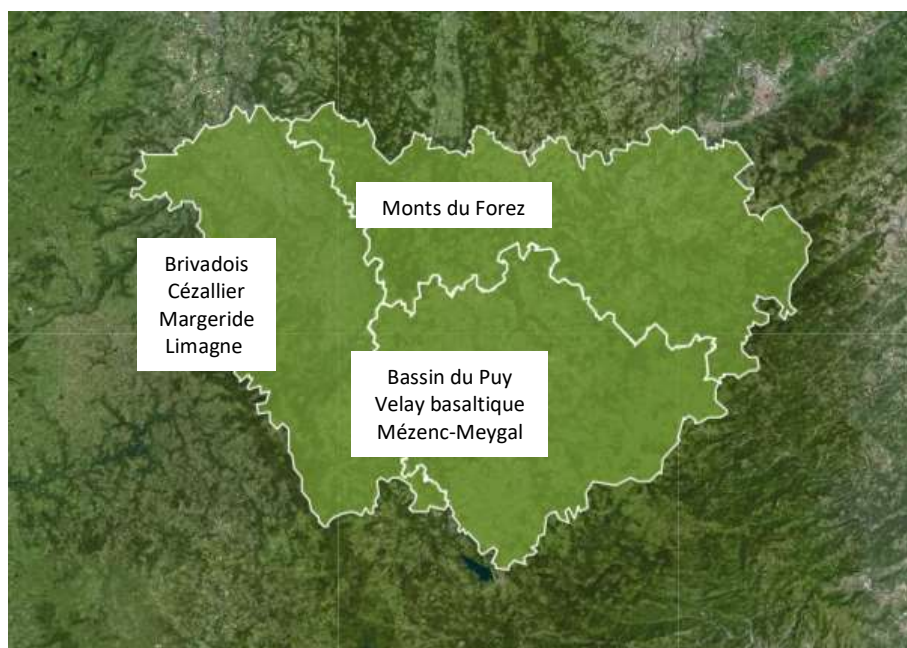 Monts du Forez
Brivadois
Cézallier
Margeride
Limagne
Bassin du Puy
Velay basaltique
Mézenc-Meygal